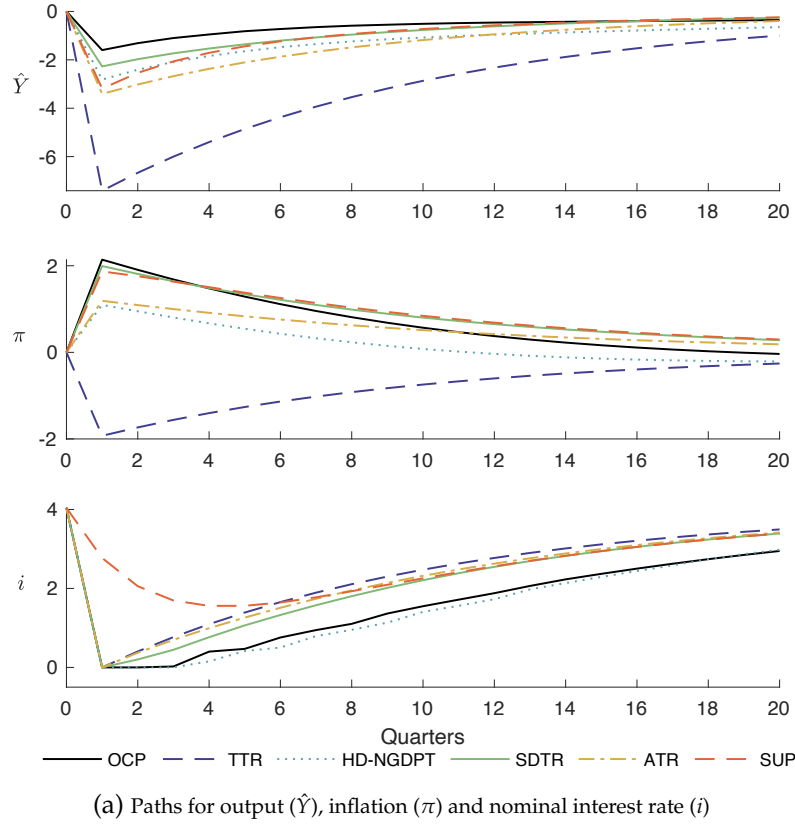 0
-2
Ŷ
-4
-6
0 2 4 6 8 10 12 14 16 18 20
2
π
0
-2
0 2 4 6 8 10 12 14 16 18 20
4
i
2
0
0 2 4 6 8 10 12 14 16 18 20
Quarters
OCP TTR HD-NGDPT SDTR ATR SUP
(a) Paths for output (Ŷ), inflation (π) and nominal interest rate (i)